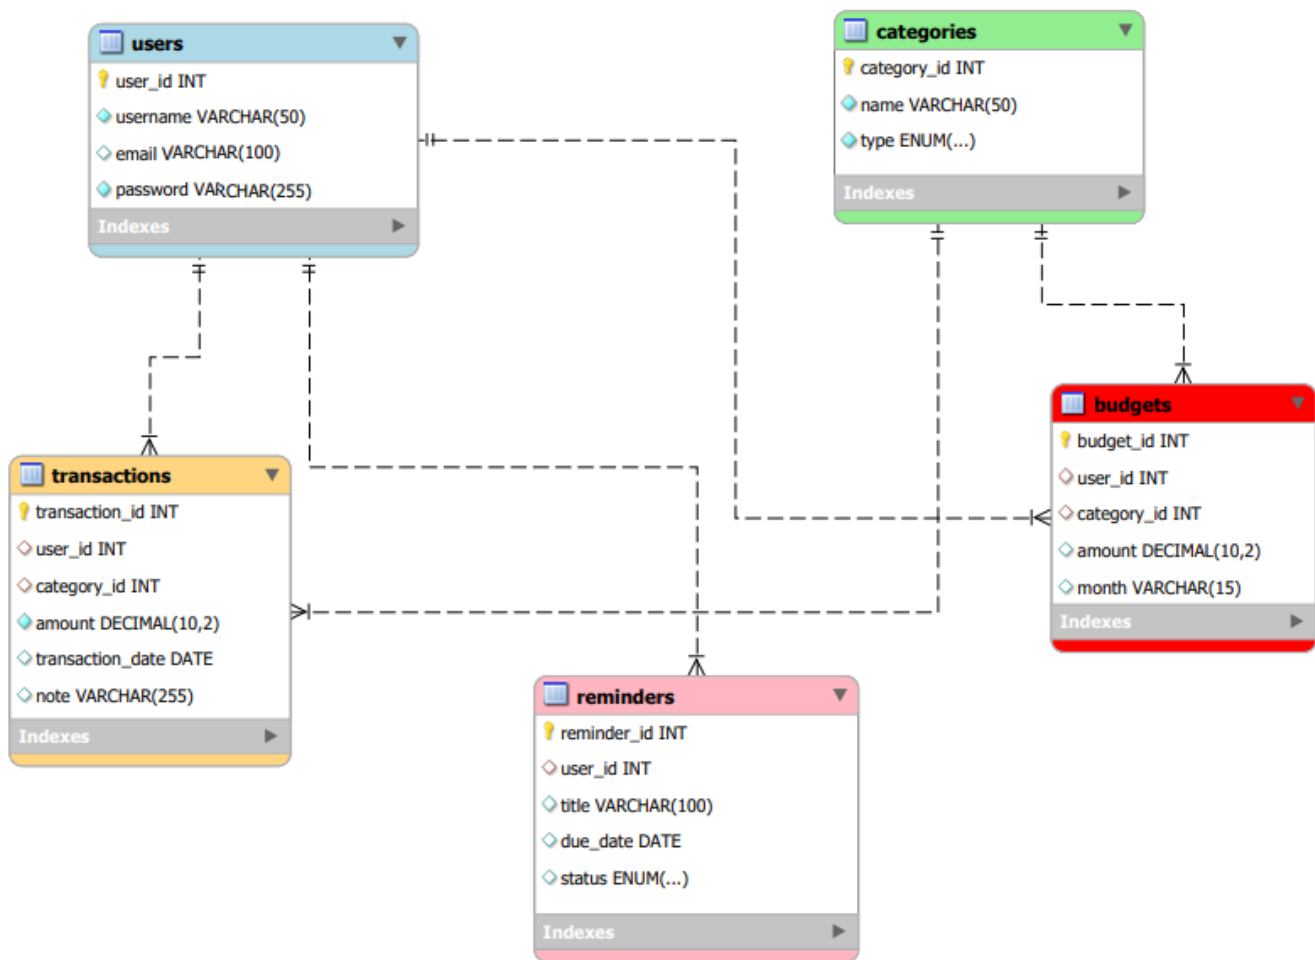 users
user_id INT
username VARCHAR(50)
email VARCHAR(100)
password VARCHAR(255)
Indexes
categories
category_id INT
name VARCHAR(50)
type ENUM(...)
Indexes
transactions
transaction_id INT
user_id INT
category_id INT
amount DECIMAL(10,2)
transaction_date DATE
note VARCHAR(255)
Indexes
budgets
budget_id INT
user_id INT
category_id INT
amount DECIMAL(10,2)
month VARCHAR(15)
Indexes
reminders
reminder_id INT
user_id INT
title VARCHAR(100)
due_date DATE
status ENUM(...)
Indexes